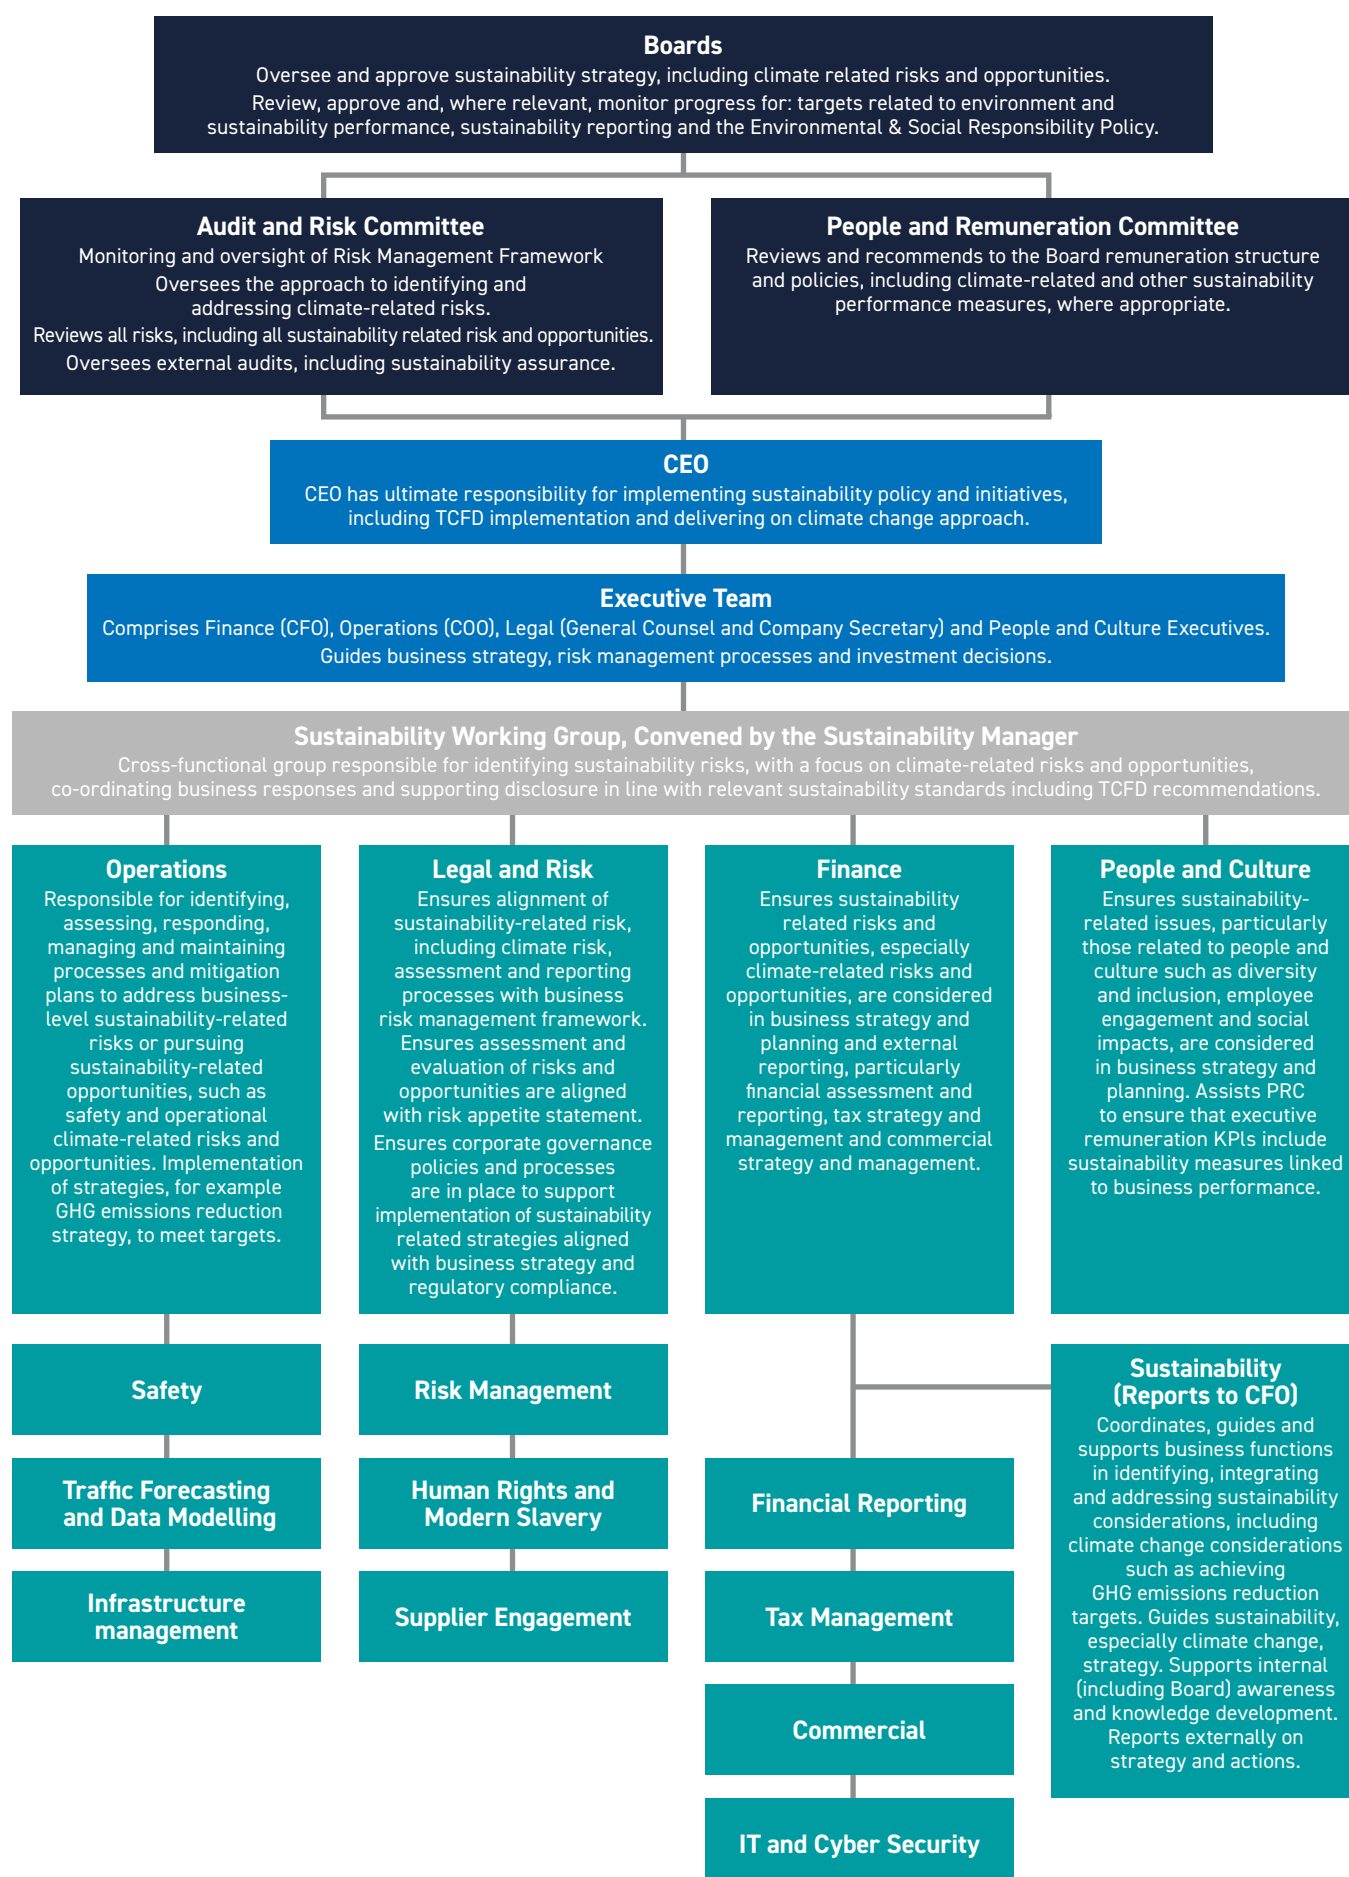 Boards
Oversee and approve sustainability strategy, including climate related risks and opportunities.
Review, approve and, where relevant, monitor progress for: targets related to environment and
sustainability performance, sustainability reporting and the Environmental & Social Responsibility Policy.
Audit and Risk Committee
Monitoring and oversight of Risk Management Framework
Oversees the approach to identifying and
addressing climate-related risks.
Reviews all risks, including all sustainability related risk and opportunities.
Oversees external audits, including sustainability assurance.
People and Remuneration Committee
Reviews and recommends to the Board remuneration structure
and policies, including climate-related and other sustainability
performance measures, where appropriate.
CEO
CEO has ultimate responsibility for implementing sustainability policy and initiatives,
including TCFD implementation and delivering on climate change approach.
Executive Team
Comprises Finance (CFO), Operations (COO), Legal (General Counsel and Company Secretary) and People and Culture Executives.
Guides business strategy, risk management processes and investment decisions.
Sustainability Working Group, Convened by the Sustainability Manager
Cross-functional group responsible for identifying sustainability risks, with a focus on climate-related risks and opportunities,
co-ordinating business responses and supporting disclosure in line with relevant sustainability standards including TCFD recommendations.
Operations
Responsible for identifying,
assessing, responding,
managing and maintaining
processes and mitigation
plans to address business-
level sustainability-related
risks or pursuing
sustainability-related
opportunities, such as
safety and operational
climate-related risks and
opportunities. Implementation
of strategies, for example
GHG emissions reduction
strategy, to meet targets.
Legal and Risk
Ensures alignment of
sustainability-related risk,
including climate risk,
assessment and reporting
processes with business
risk management framework.
Ensures assessment and
evaluation of risks and
opportunities are aligned
with risk appetite statement.
Ensures corporate governance
policies and processes
are in place to support
implementation of sustainability
related strategies aligned
with business strategy and
regulatory compliance.
Finance
Ensures sustainability
related risks and
opportunities, especially
climate-related risks and
opportunities, are considered
in business strategy and
planning and external
reporting, particularly
financial assessment and
reporting, tax strategy and
management and commercial
strategy and management.
People and Culture
Ensures sustainability-
related issues, particularly
those related to people and
culture such as diversity
and inclusion, employee
engagement and social
impacts, are considered
in business strategy and
planning. Assists PRC
to ensure that executive
remuneration KPIs include
sustainability measures linked
to business performance.
Safety
Traffic Forecasting
and Data Modelling
Infrastructure
management
Risk Management
Human Rights and
Modern Slavery
Supplier Engagement
Financial Reporting
Tax Management
Commercial
IT and Cyber Security
Sustainability
(Reports to CFO)
Coordinates, guides and
supports business functions
in identifying, integrating
and addressing sustainability
considerations, including
climate change considerations
such as achieving
GHG emissions reduction
targets. Guides sustainability,
especially climate change,
strategy. Supports internal
(including Board) awareness
and knowledge development.
Reports externally on
strategy and actions.